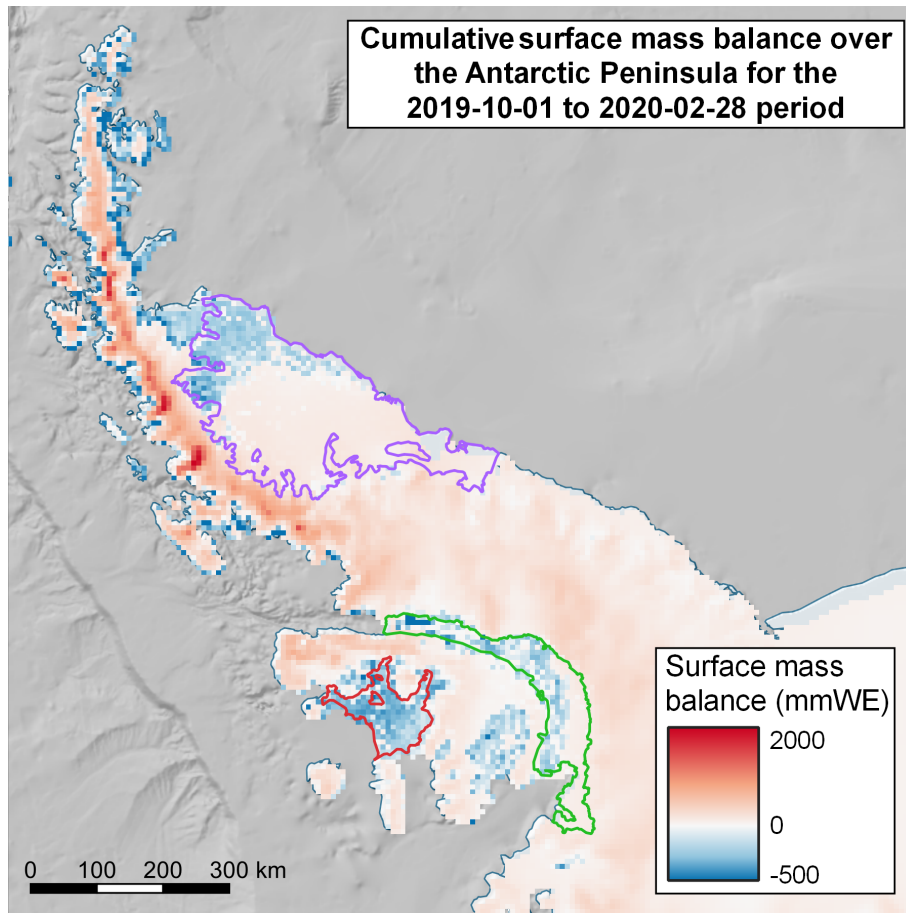 Cumulative surface mass balance over
the Antarctic Peninsula for the
2019-10-01 to 2020-02-28 period
Surface mass
balance (mmWE)
2000
0
-500
0 100 200 300 km